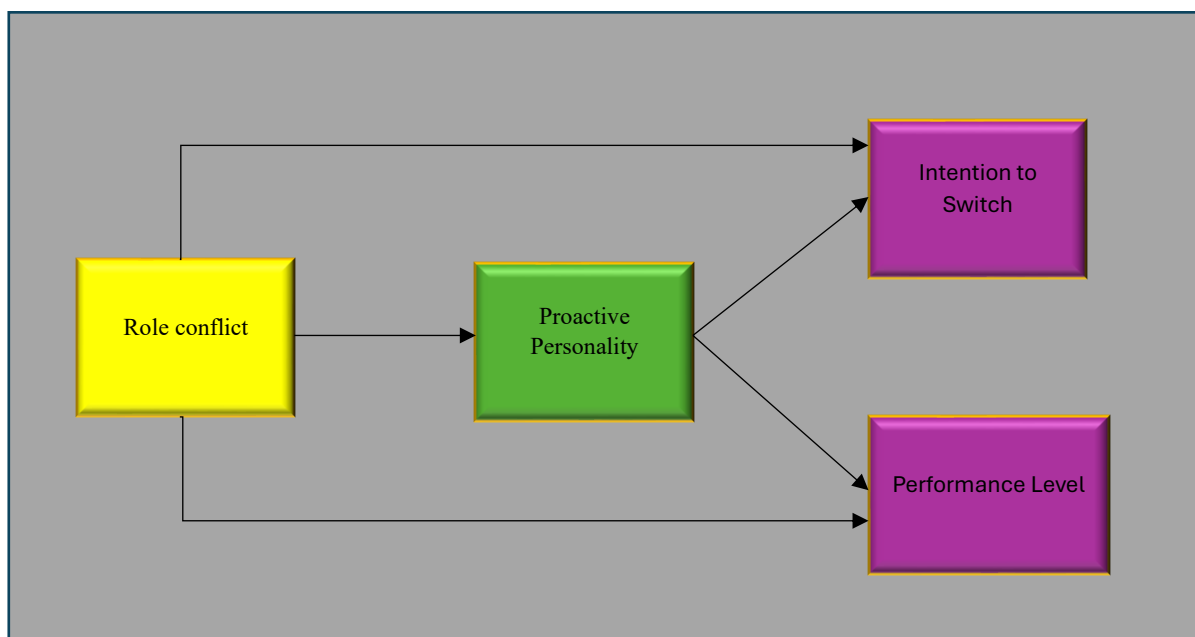 Role conflict
Proactive
Personality
Intention to
Switch
Performance Level